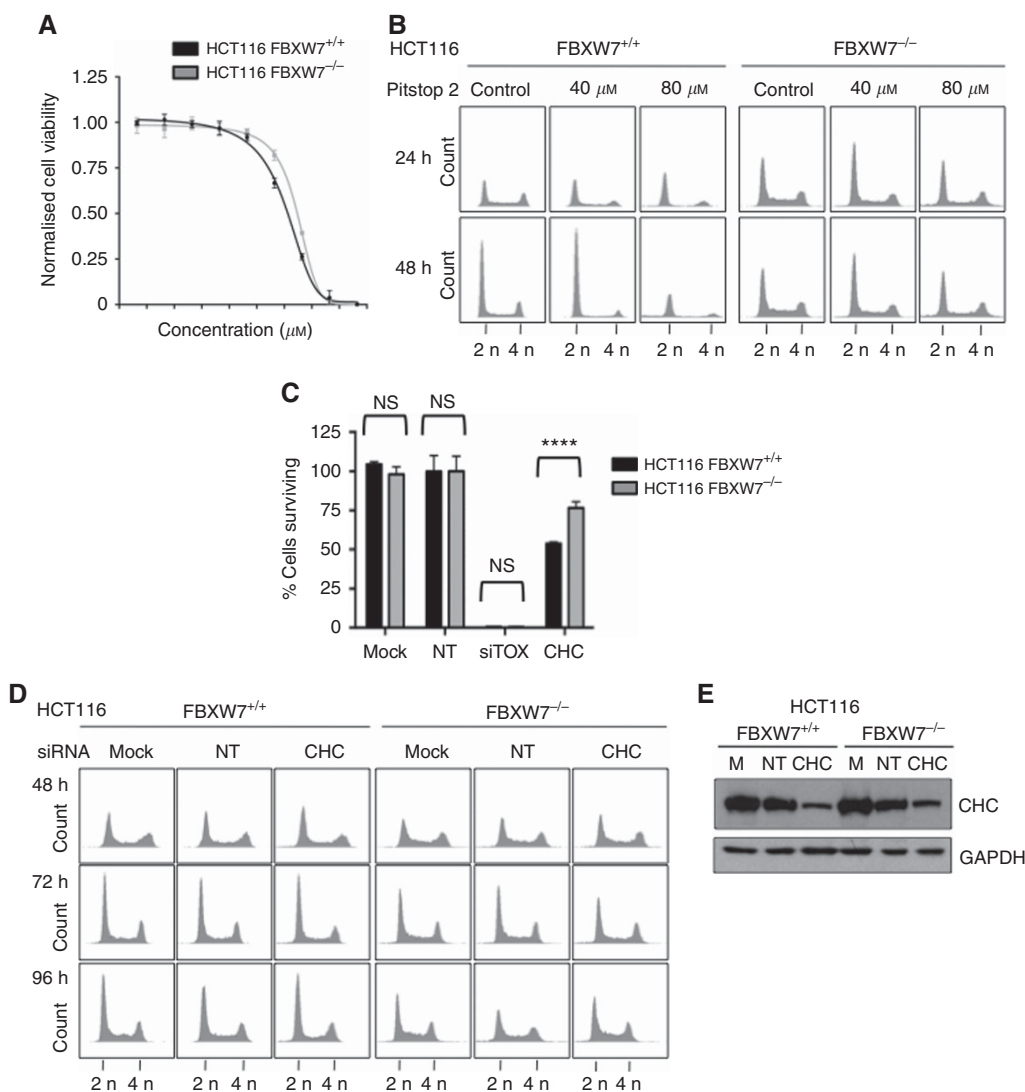 A
HCT116 FBXW7+/+
HCT116 FBXW7–/–
Normalised cell viability
1.25
1.00
0.75
0.50
0.25
0
Concentration (μM)
B
HCT116 FBXW7+/+ FBXW7–/–
Pitstop 2 Control 40 μM 80 μM Control 40 μM 80 μM
24 h
Count
48 h
Count
2 n 4 n 2 n 4 n 2 n 4 n 2 n 4 n 2 n 4 n 2 n 4 n
C
NS NS NS ****
% Cells surviving
125
100
75
50
25
0
Mock NT siTOX CHC
HCT116 FBXW7+/+
HCT116 FBXW7–/–
D
HCT116 FBXW7+/+ FBXW7–/–
siRNA Mock NT CHC Mock NT CHC
48 h
Count
72 h
Count
96 h
Count
2 n 4 n 2 n 4 n 2 n 4 n 2 n 4 n 2 n 4 n 2 n 4 n
E
HCT116
FBXW7+/+ FBXW7–/–
M NT CHC M NT CHC
CHC
GAPDH